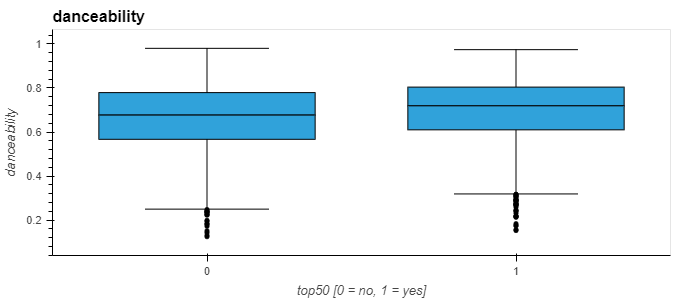 danceability
1
0.8
0.6
0.4
0.2
danceability
0
1
top50 [0 = no, 1 = yes]